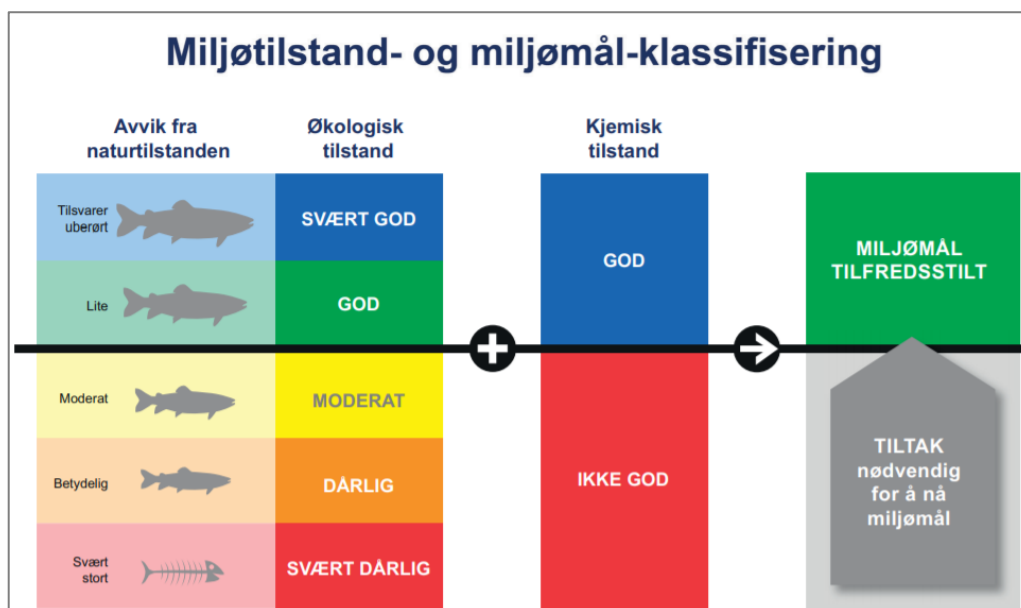 Miljøtilstand- og miljømål-klassifisering
Avvik fra
naturtilstanden
Økologisk
tilstand
Kjemisk
tilstand
Tilsvarer
uberørt
SVÆRT GOD
GOD
MILJØMÅL
TILFREDSSTILT
Lite
GOD
Moderat
MODERAT
Betydelig
DÅRLIG
IKKE GOD
TILTAK
nødvendig
for å nå
miljømål
Svært
stort
SVÆRT DÅRLIG